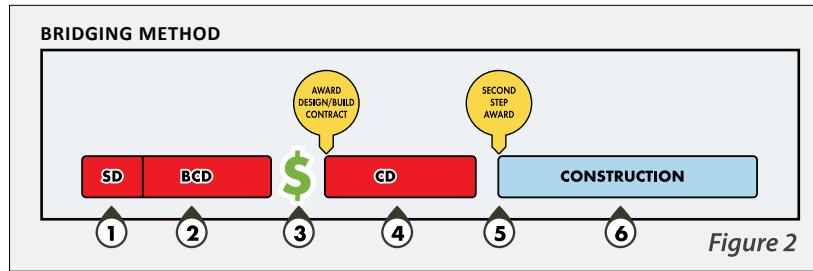 BRIDGING METHOD
AWARD
DESIGN/BUILD
CONTRACT
SECOND
STEP
AWARD
SD
BCD
$
CD
CONSTRUCTION
1
2
3
4
5
6
Figure 2